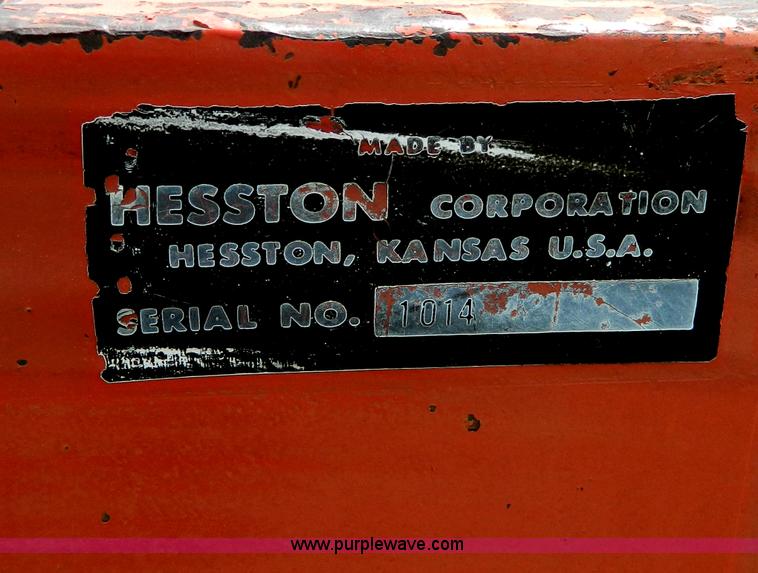 MADE BY
HESSTON CORPORATION
HESSTON, KANSAS U.S.A.
SERIAL NO. 1014
www.purplewave.com